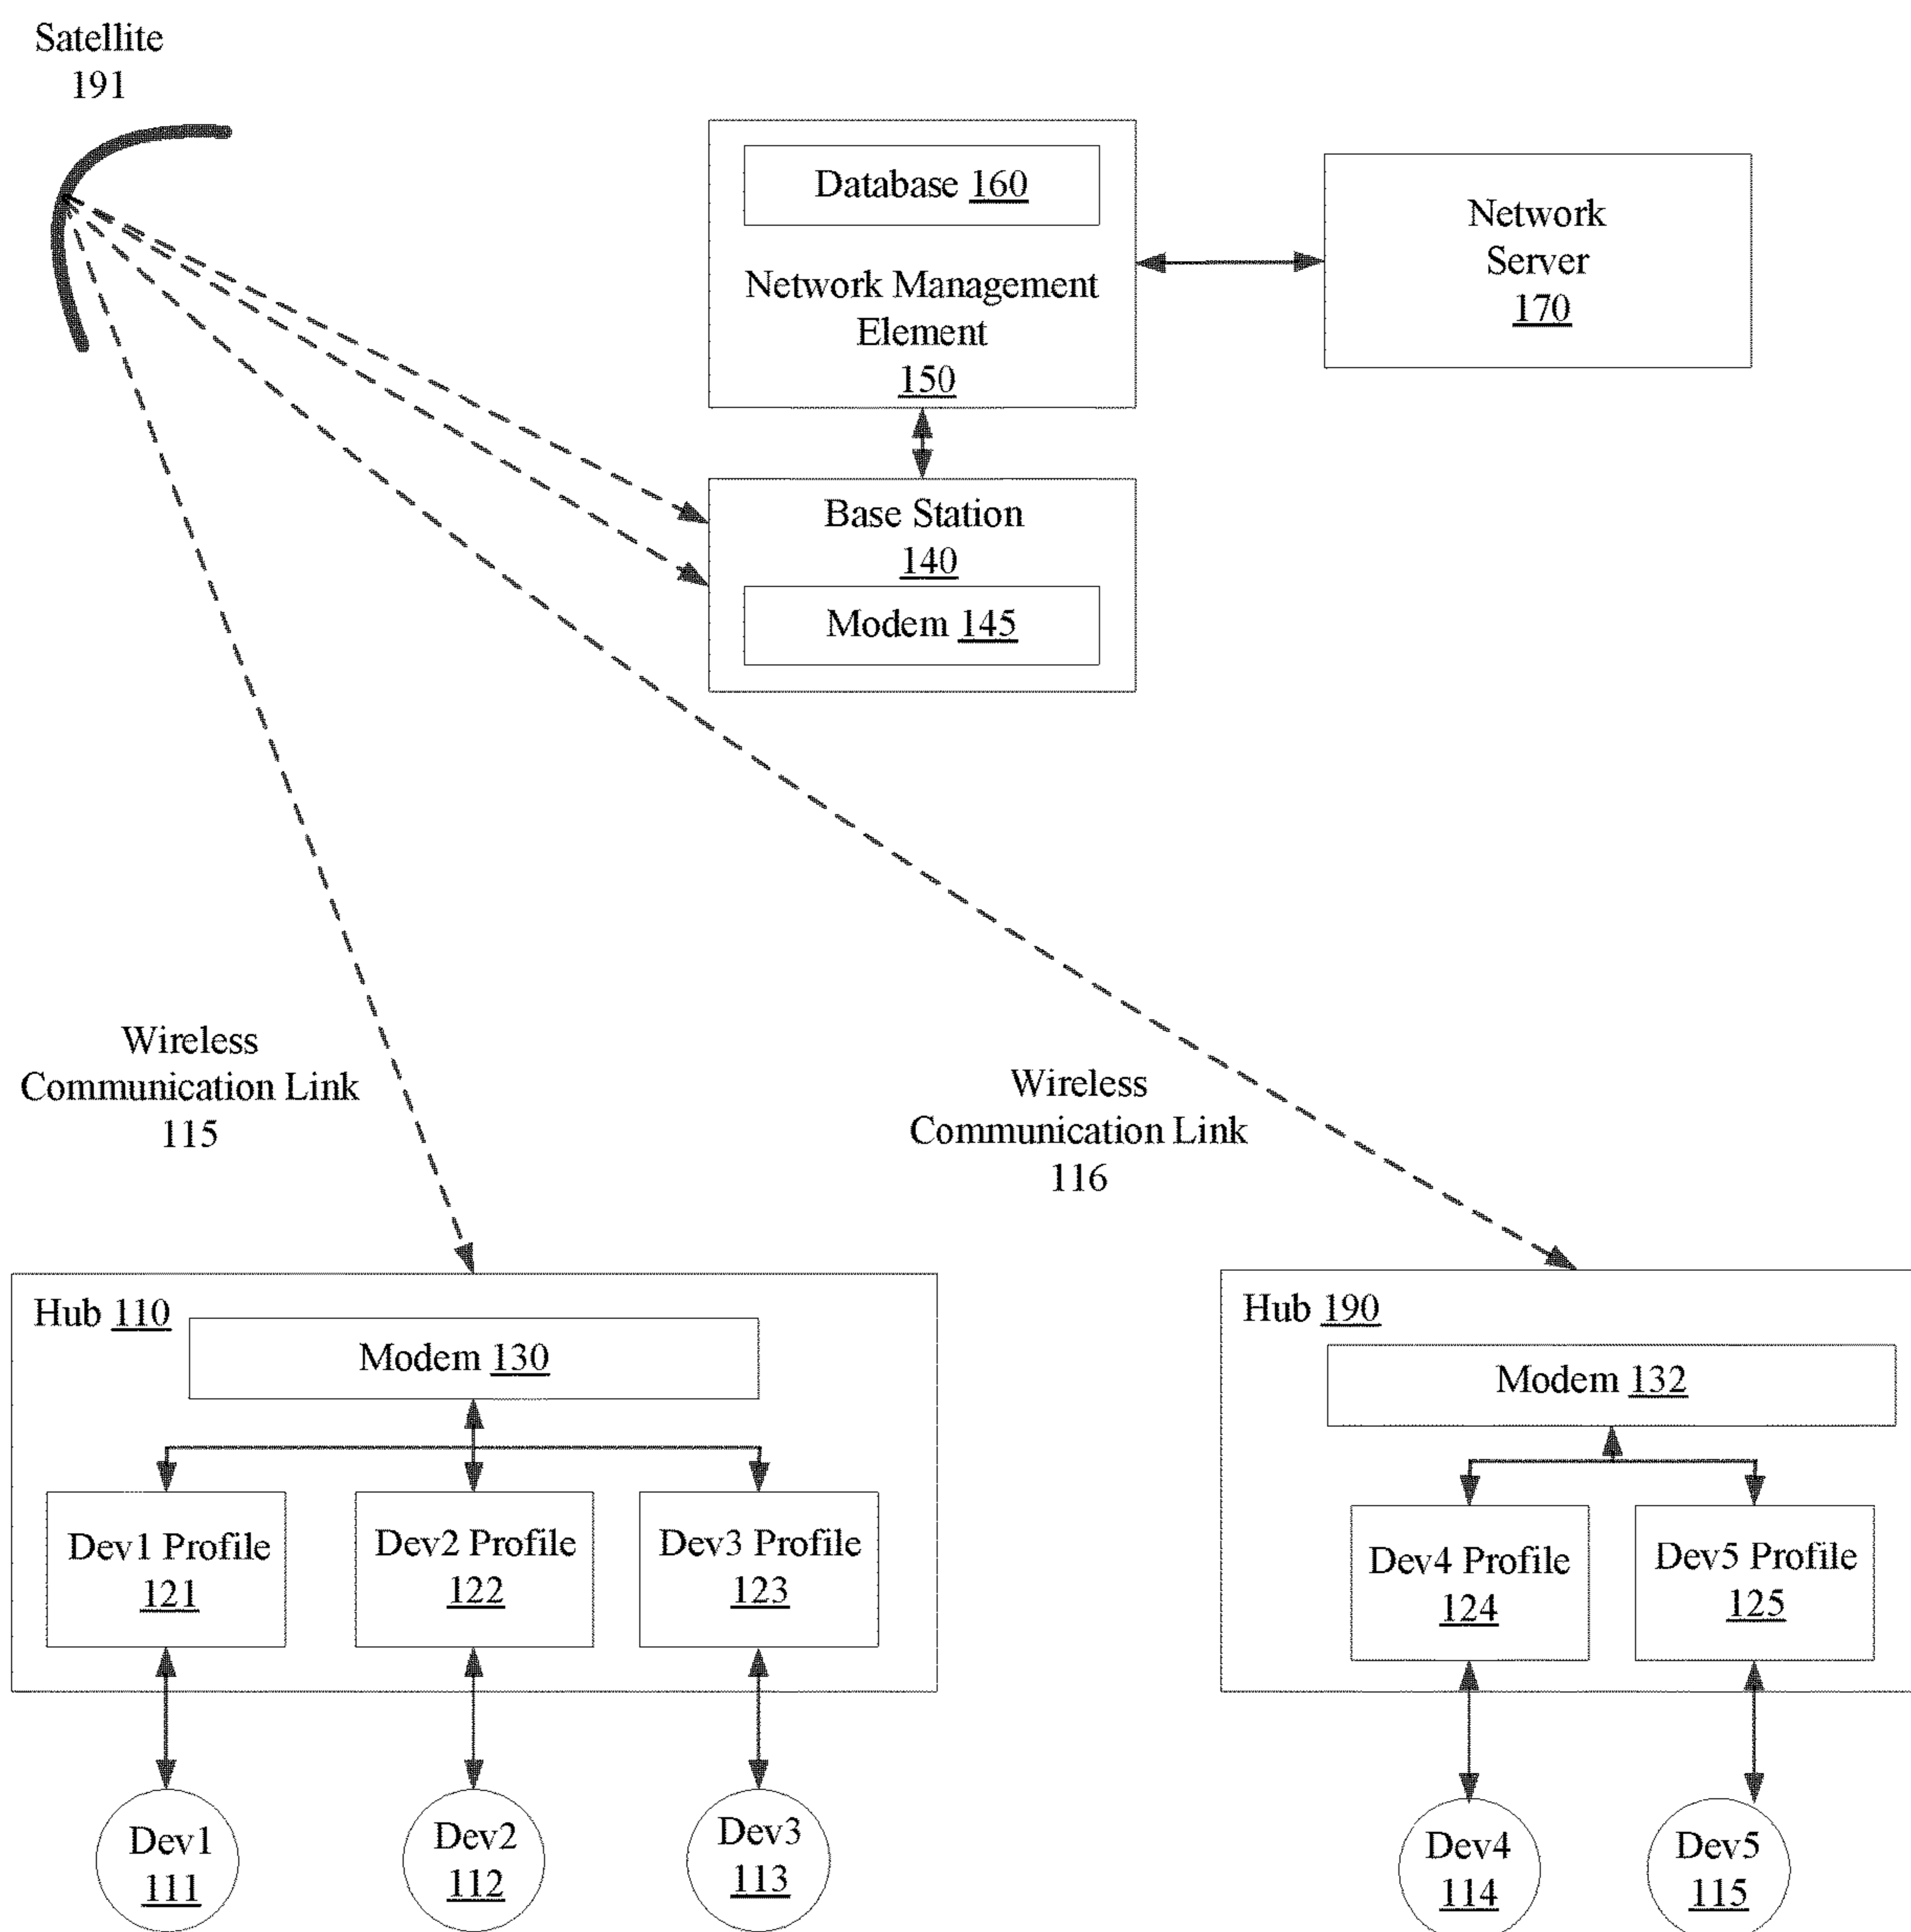 Satellite
191
Database 160
Network Management
Element
150
Network
Server
170
Base Station
140
Modem 145
Wireless
Communication Link
115
Wireless
Communication Link
116
Hub 110
Modem 130
Dev1 Profile
121
Dev2 Profile
122
Dev3 Profile
123
Hub 190
Modem 132
Dev4 Profile
124
Dev5 Profile
125
Dev1
111
Dev2
112
Dev3
113
Dev4
114
Dev5
115